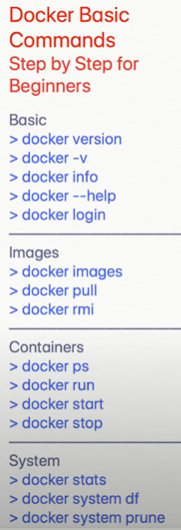 Docker Basic
Commands
Step by Step for
Beginners
Basic
> docker version
> docker -v
> docker info
> docker --help
> docker login
Images
> docker images
> docker pull
> docker rmi
Containers
> docker ps
> docker run
> docker start
> docker stop
System
> docker stats
> docker system df
> docker system prune